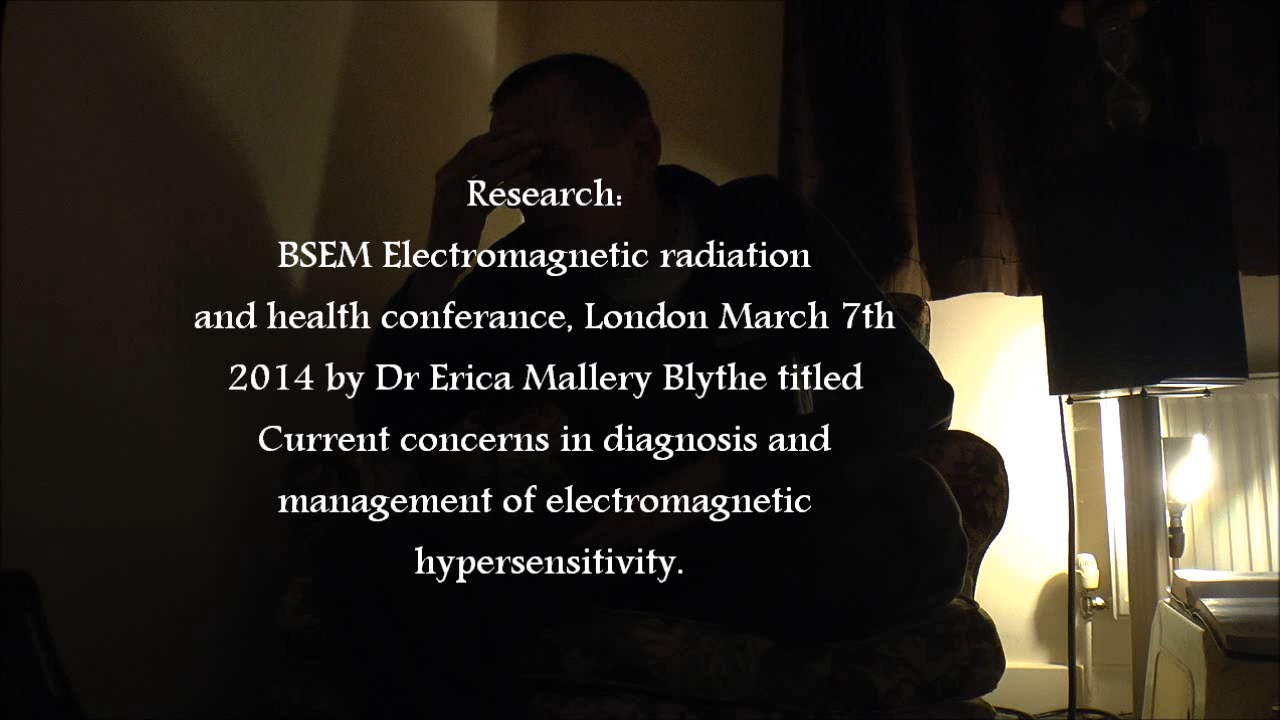 Research:
BSEM Electromagnetic radiation
and health conferance, London March 7th
2014 by Dr Erica Mallery Blythe titled
Current concerns in diagnosis and
management of electromagnetic
hypersensitivity.